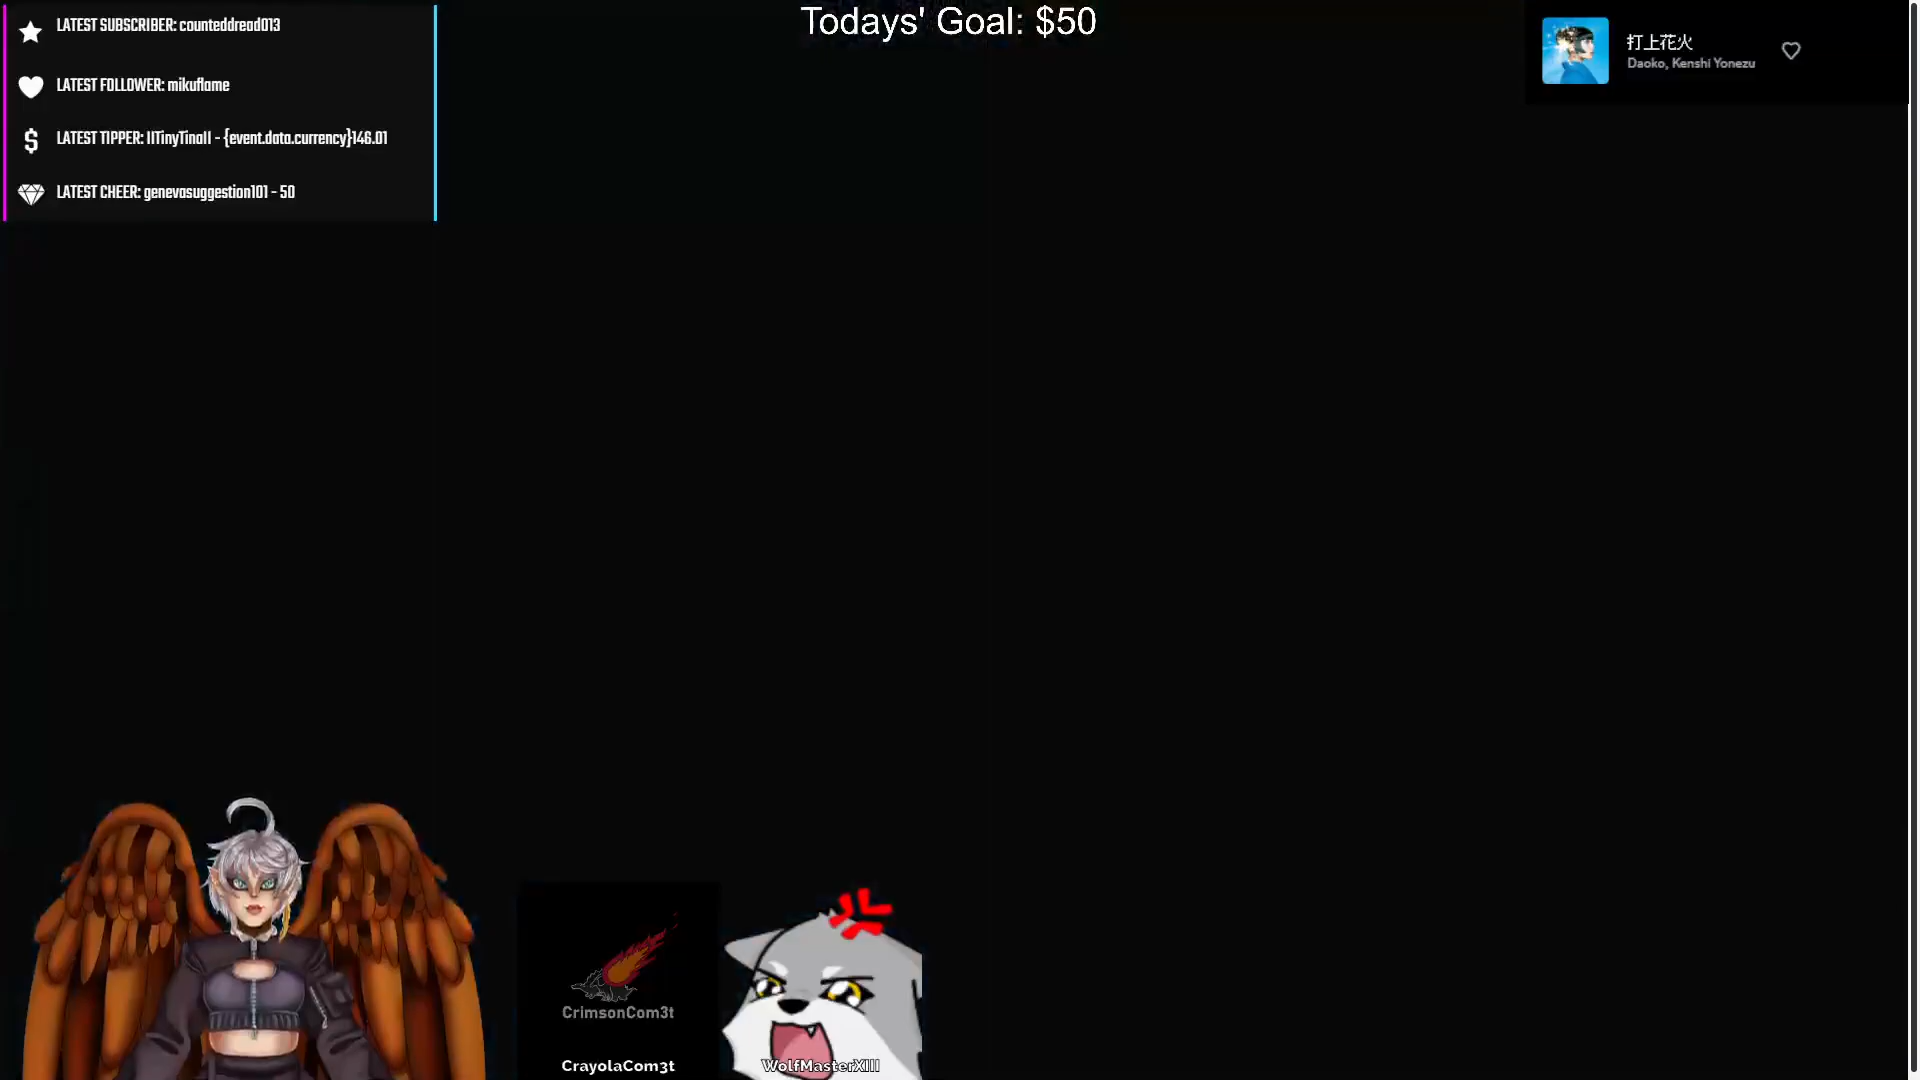 LATEST SUBSCRIBER: counteddread013
LATEST FOLLOWER: mikuflame
LATEST TIPPER: IITinyTinaII - {event.data.currency}146.01
LATEST CHEER: genevasuggestion101 - 50
Todays' Goal: $50
打上花火
Daoko, Kenshi Yonezu
CrimsonCom3t
CrayolaCom3t
WolfMasterXIII